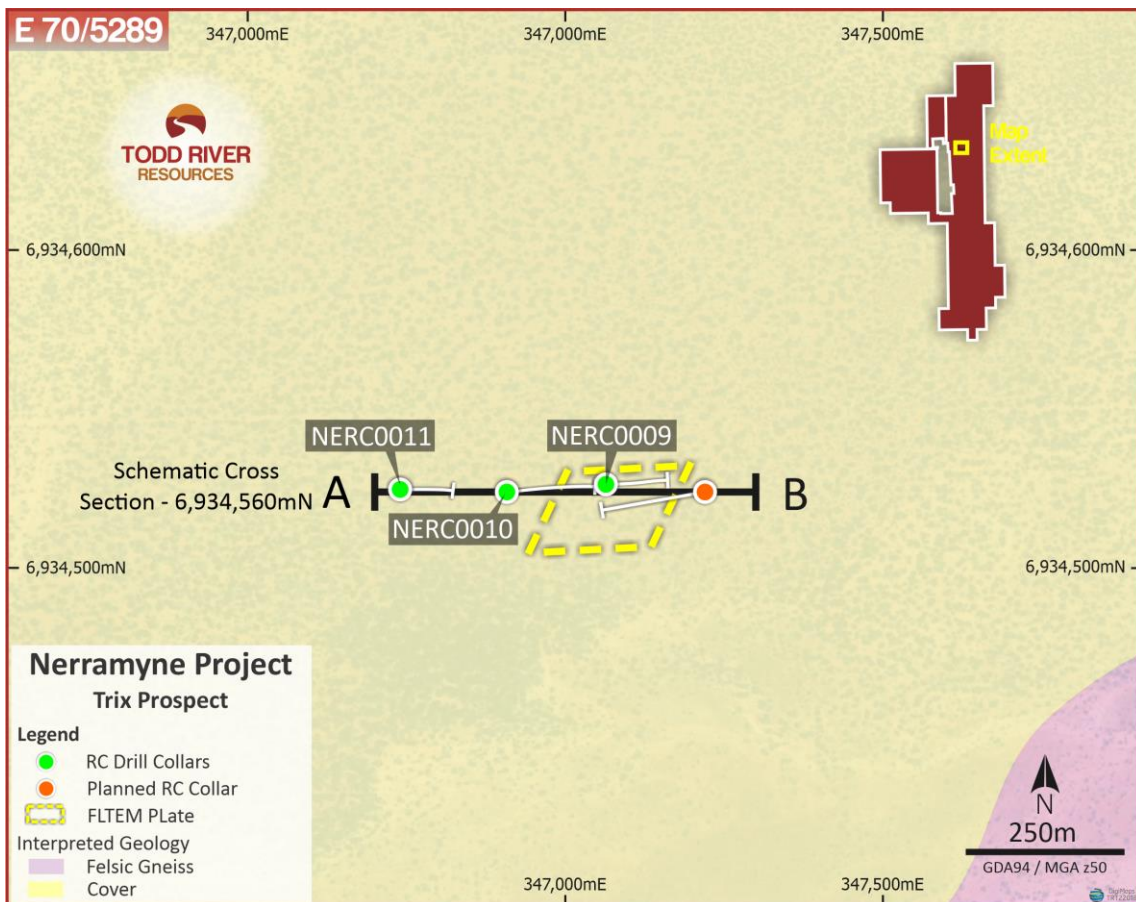 E 70/5289
347,000mE
347,000mE
347,500mE
TODD RIVER
RESOURCES
Map
Extent
6,934,600mN
6,934,600mN
NERC0011
NERC0009
Schematic Cross
Section - 6,934,560mN
A
B
NERC0010
6,934,500mN
6,934,500mN
Nerramyne Project
Trix Prospect
Legend
RC Drill Collars
Planned RC Collar
FLTEM PLate
Interpreted Geology
Felsic Gneiss
Cover
N
250m
GDA94 / MGA z50
347,000mE
347,500mE